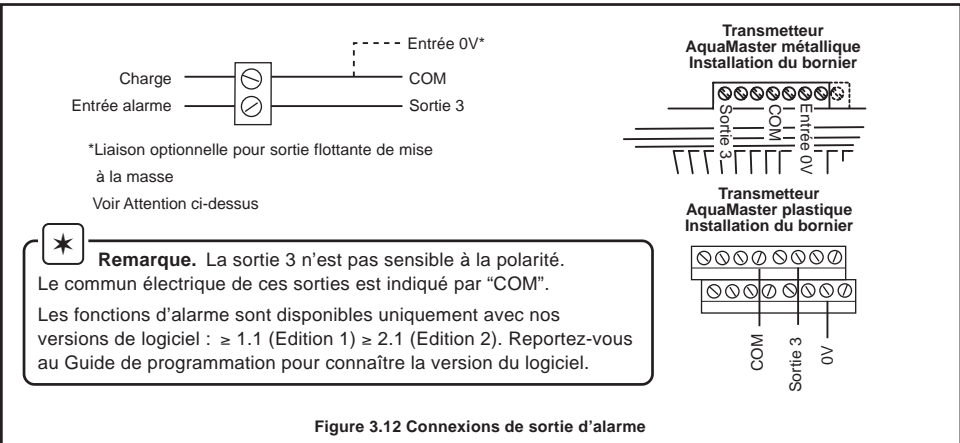 Entrée 0V*
Charge
COM
Entrée alarme
Sortie 3
*Liaison optionnelle pour sortie flottante de mise
à la masse
Voir Attention ci-dessus
Transmetteur
AquaMaster métallique
Installation du bornier
Sortie 3
COM
Entrée 0V
Transmetteur
AquaMaster plastique
Installation du bornier
COM
Sortie 3
0V
Remarque. La sortie 3 n'est pas sensible à la polarité.
Le commun électrique de ces sorties est indiqué par “COM”.
Les fonctions d'alarme sont disponibles uniquement avec nos
versions de logiciel : ≥ 1.1 (Edition 1) ≥ 2.1 (Edition 2). Reportez-vous
au Guide de programmation pour connaître la version du logiciel.
Figure 3.12 Connexions de sortie d'alarme